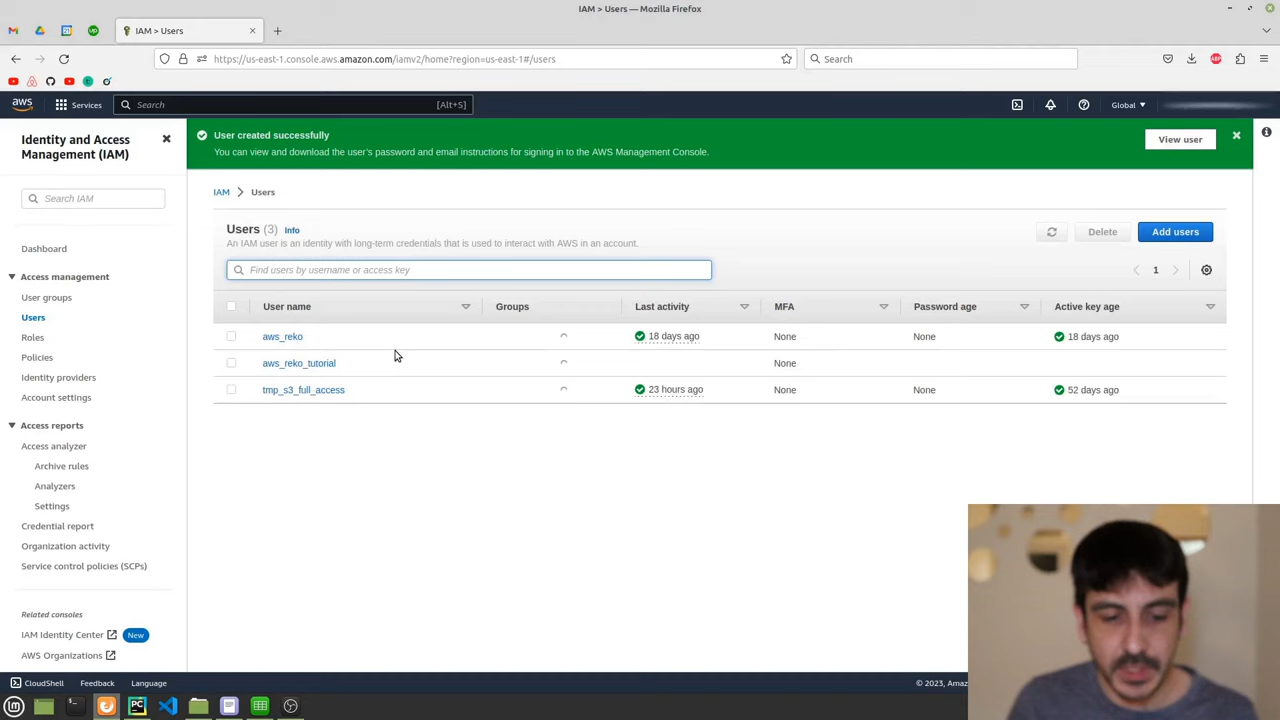 IAM > Users — Mozilla Firefox
IAM > Users
https://us-east-1.console.aws.amazon.com/iamv2/home?region=us-east-1#/users
Search
aws
Services
Search
[Alt+S]
Global
Identity and Access
Management (IAM)
Search IAM
Dashboard
Access management
User groups
Users
Roles
Policies
Identity providers
Account settings
Access reports
Access analyzer
Archive rules
Analyzers
Settings
Credential report
Organization activity
Service control policies (SCPs)
Related consoles
IAM Identity Center
New
AWS Organizations
User created successfully
You can view and download the user's password and email instructions for signing in to the AWS Management Console.
View user
IAM > Users
Users (3) Info
An IAM user is an identity with long-term credentials that is used to interact with AWS in an account.
Delete
Add users
Find users by username or access key
1
User name Groups Last activity MFA Password age Active key age
aws_reko 18 days ago None None 18 days ago
aws_reko_tutorial None
tmp_s3_full_access 23 hours ago None None 52 days ago
CloudShell Feedback Language
© 2023, Amaz
PC